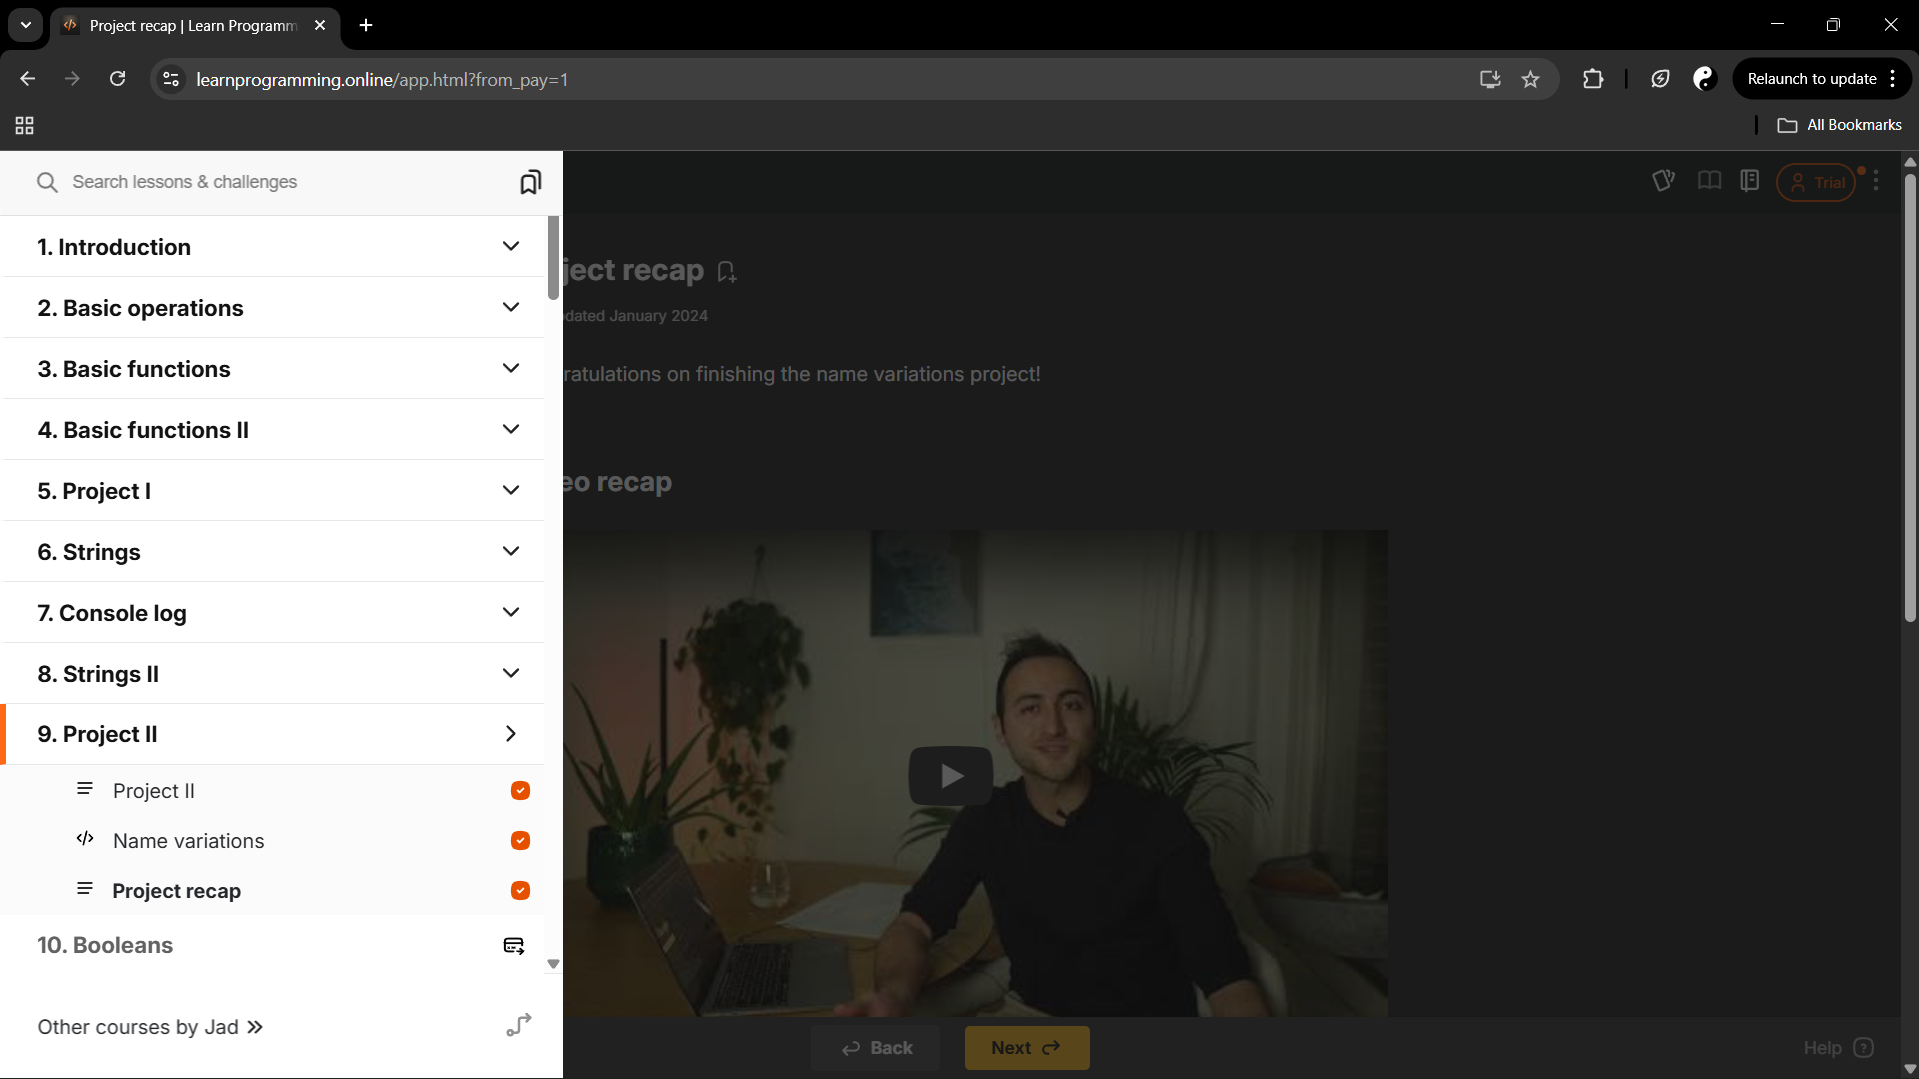 Project recap | Learn Programm
learnprogramming.online/app.html?from_pay=1
Relaunch to update
All Bookmarks
Search lessons & challenges
Trial
1. Introduction
2. Basic operations
3. Basic functions
4. Basic functions II
5. Project I
6. Strings
7. Console log
8. Strings II
9. Project II
Project II
Name variations
Project recap
10. Booleans
Other courses by Jad
ject recap
dated January 2024
ratulations on finishing the name variations project!
eo recap
Back
Next
Help